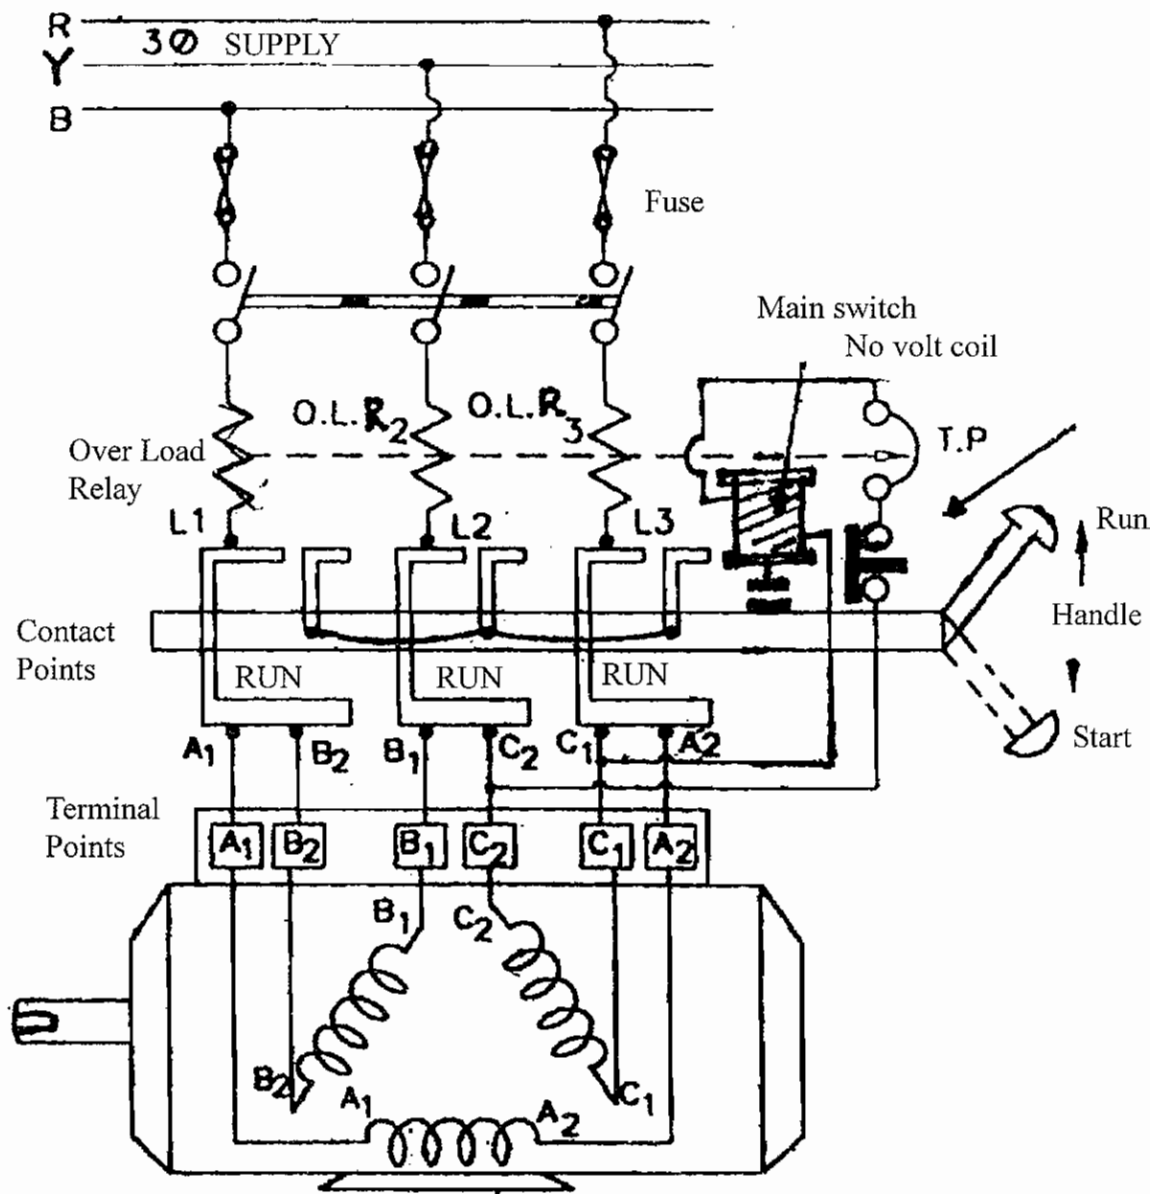 R
3Ø SUPPLY
Y
B
Fuse
Main switch
No volt coil
O.L.R2
O.L.R3
T.P
Over Load
Relay
L1
L2
L3
Run
Contact
Points
Handle
RUN
RUN
RUN
Start
A1
B2
B1
C2
C1
A2
Terminal
Points
A1
B2
B1
C2
C1
A2
B1
C2
B2
A1
A2
C1